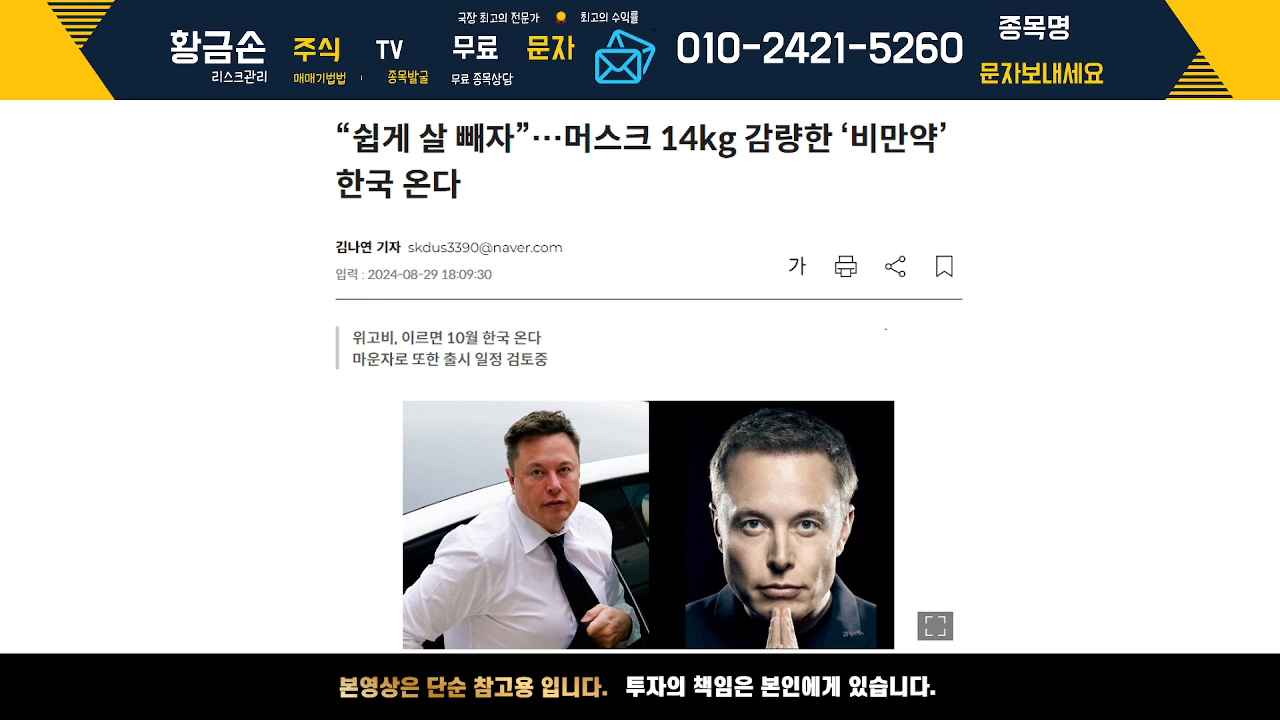 국장 최고의 전문가 최고의 수익률
황금손 주식 TV 무료 문자 010-2421-5260 종목명
리스크관리 매매기법법 종목발굴 무료 종목상담 문자보내세요
“쉽게 살 빼자”…머스크 14kg 감량한 ‘비만약’
한국 온다
김나연 기자 skdus3390@naver.com
입력 : 2024-08-29 18:09:30
가
위고비, 이르면 10월 한국 온다
마운자로 또한 출시 일정 검토중
본영상은 단순 참고용 입니다. 투자의 책임은 본인에게 있습니다.